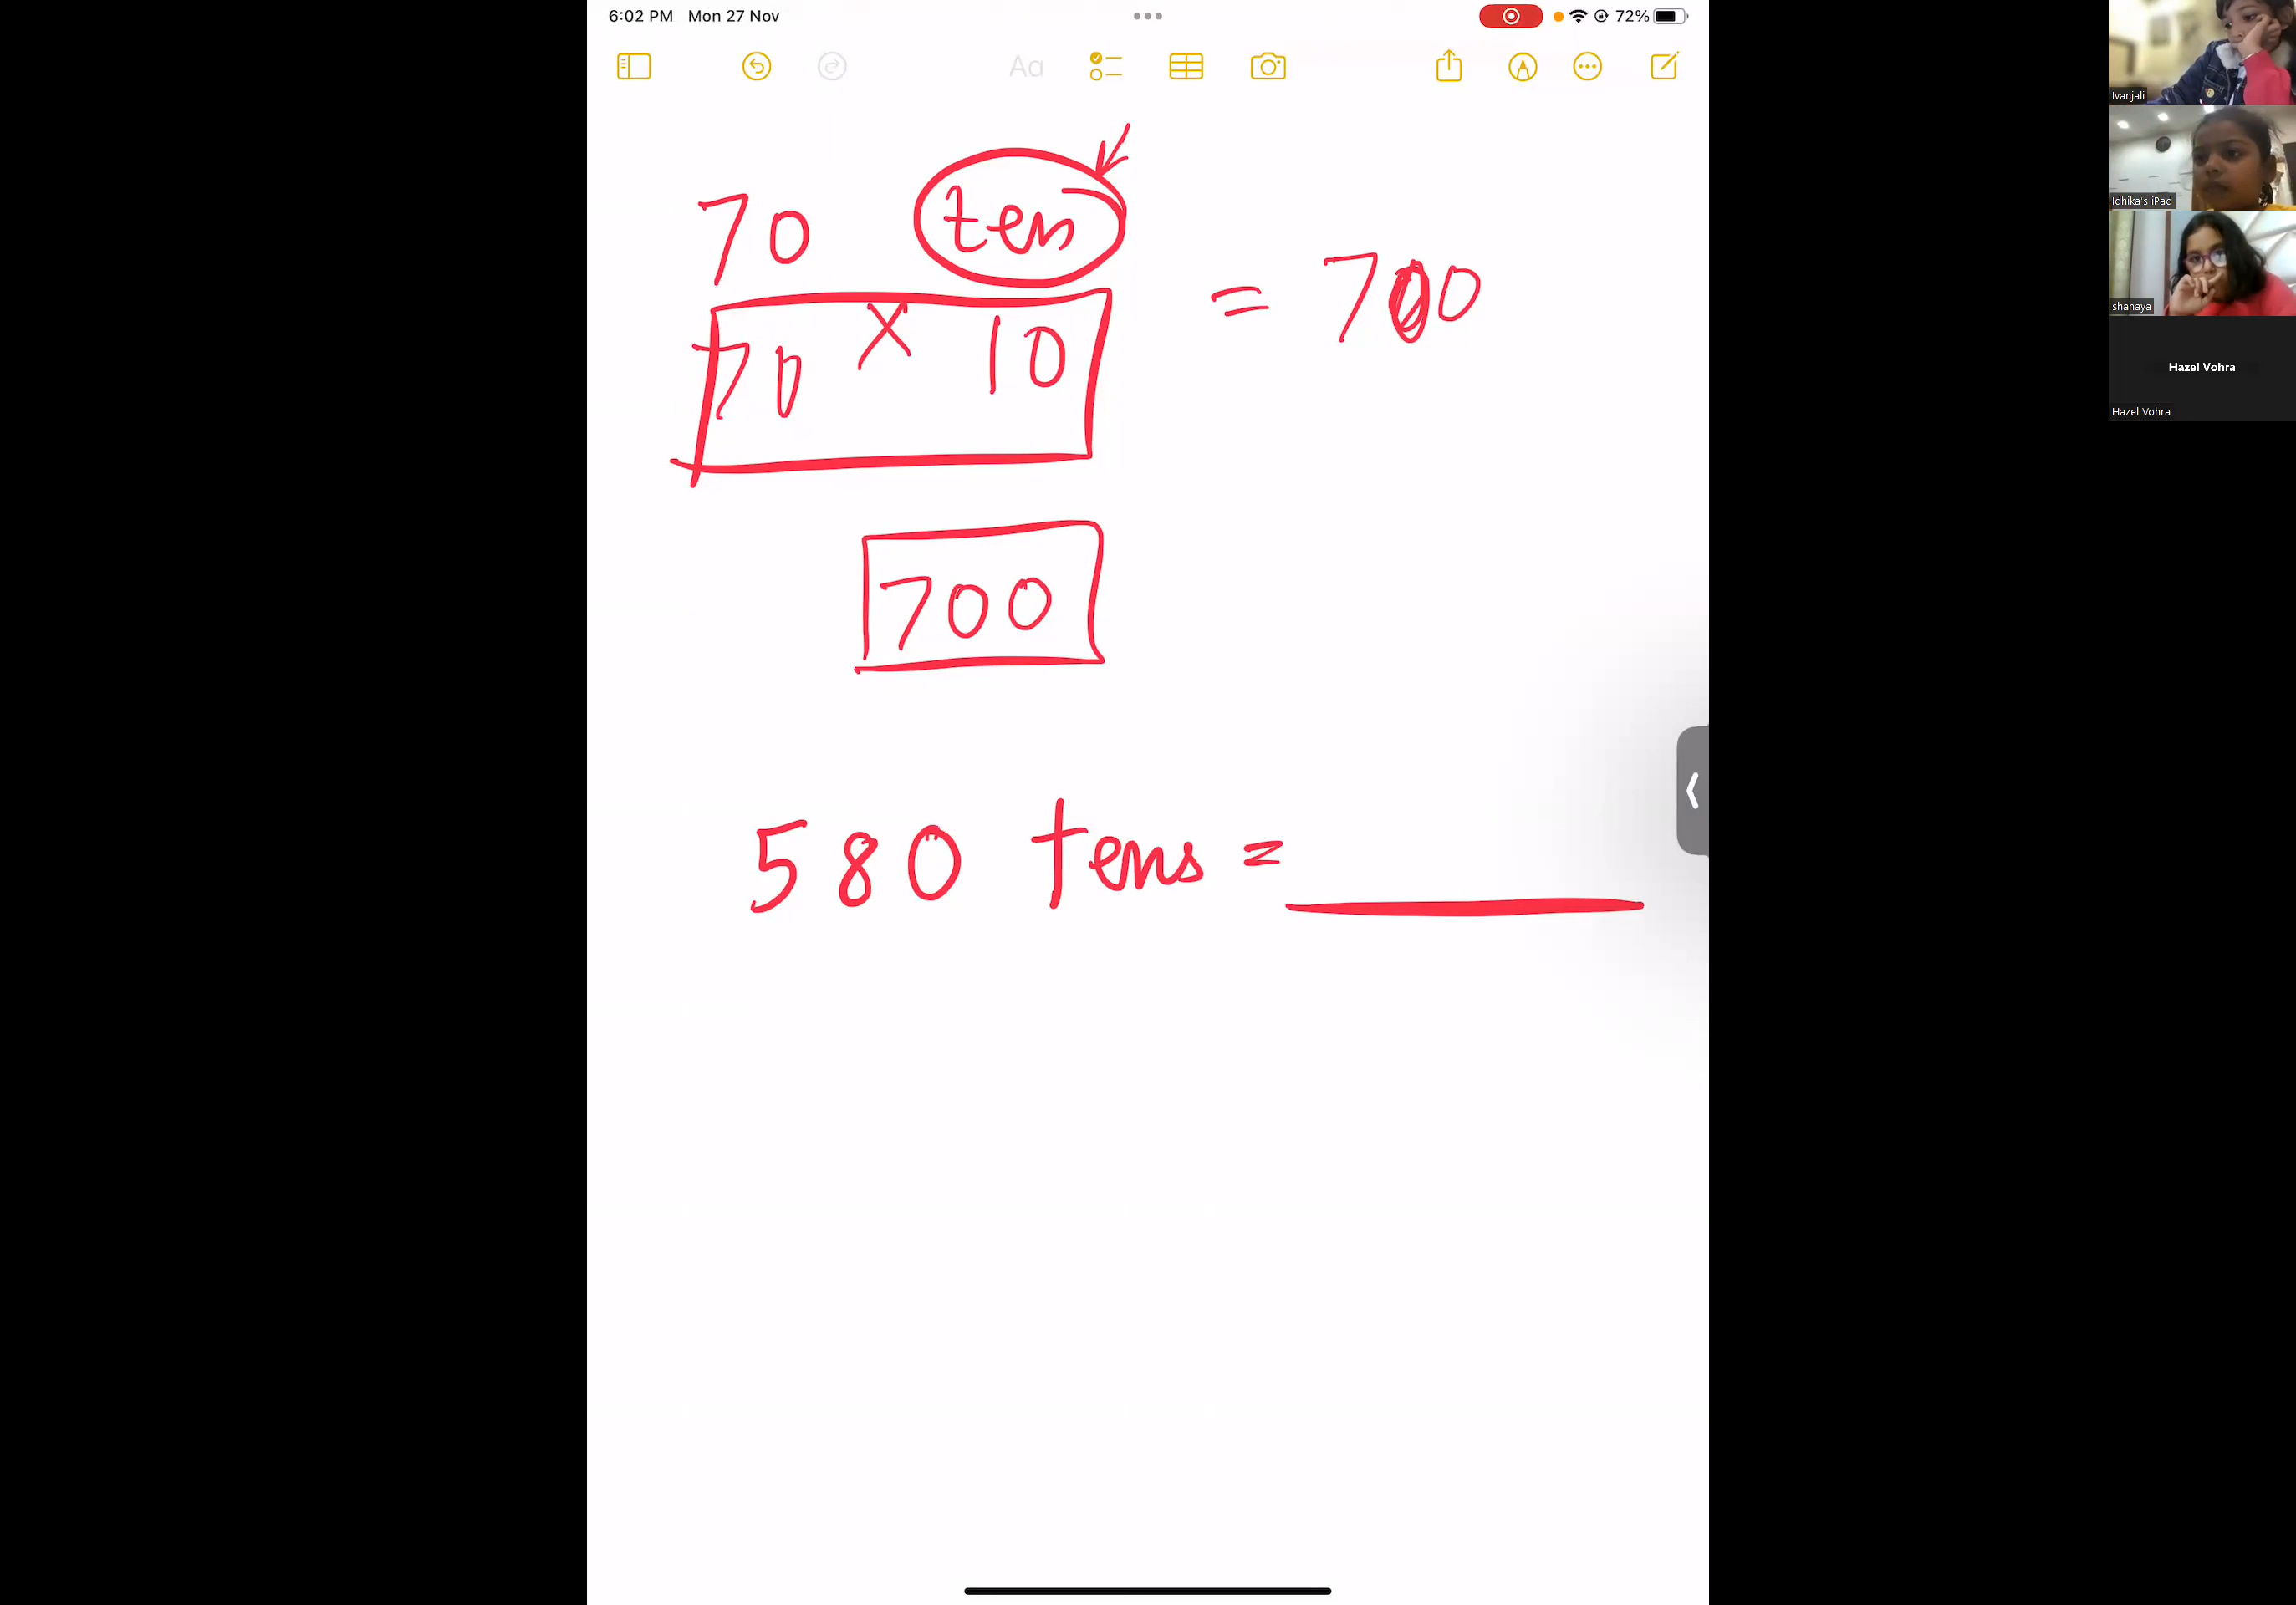 6:02 PM Mon 27 Nov
72%
Aa
70 ten
70 x 10 = 700
700
580 tens =
Ivanjali
Idhika's iPad
shanaya
Hazel Vohra
Hazel Vohra